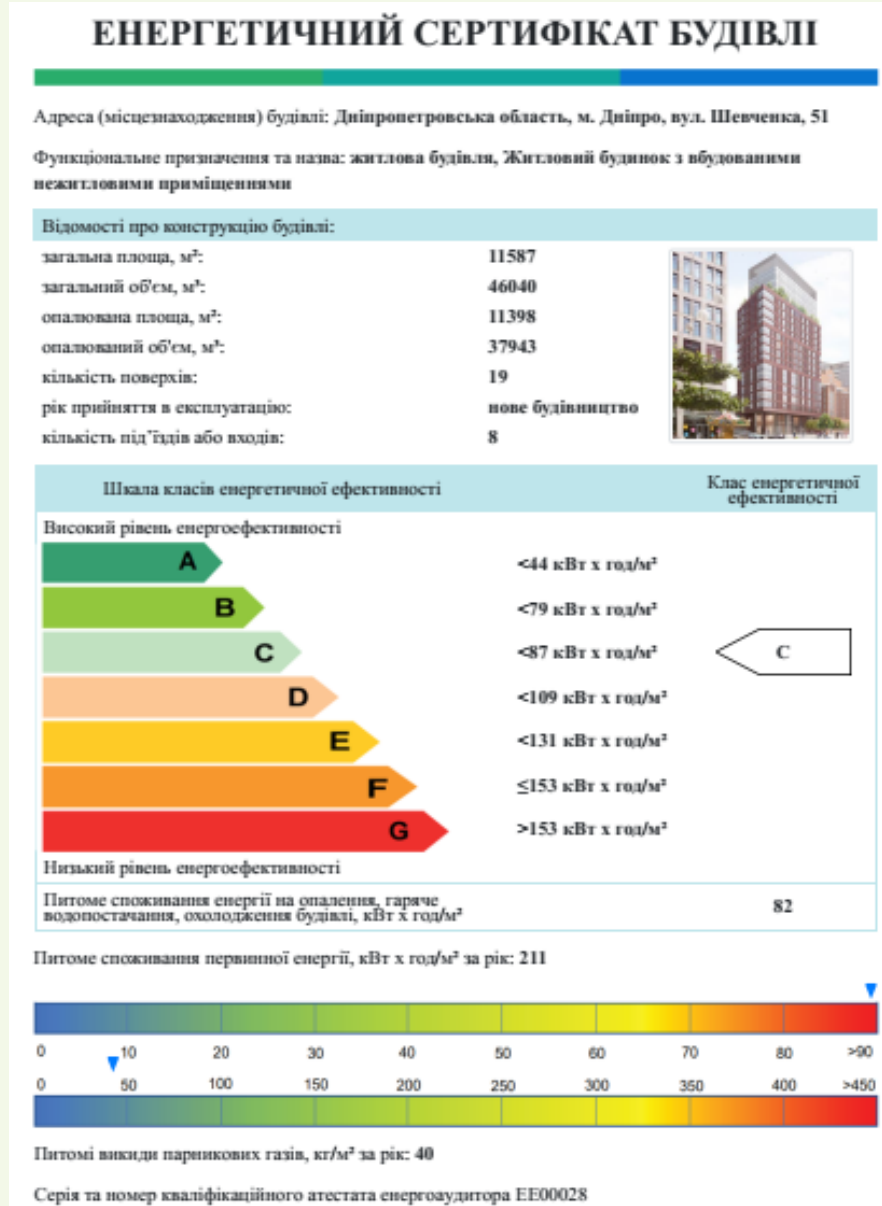 ЕНЕРГЕТИЧНИЙ СЕРТИФІКАТ БУДІВЛІ
Адреса (місцезнаходження) будівлі: Дніпропетровська область, м. Дніпро, вул. Шевченка, 51
Функціональне призначення та назва: житлова будівля, Житловий будинок з вбудованими
нежитловими приміщеннями
Відомості про конструкцію будівлі:
загальна площа, м²: 11587
загальний об'єм, м³: 46040
опалювана площа, м²: 11398
опалюваний об'єм, м³: 37943
кількість поверхів: 19
рік прийняття в експлуатацію: нове будівництво
кількість під'їздів або входів: 8
Шкала класів енергетичної ефективності
Клас енергетичної
ефективності
Високий рівень енергоефективності
A <44 кВт х год/м²
B <79 кВт х год/м²
C <87 кВт х год/м² C
D <109 кВт х год/м²
E <131 кВт х год/м²
F ≤153 кВт х год/м²
G >153 кВт х год/м²
Низький рівень енергоефективності
Питоме споживання енергії на опалення, гаряче
водопостачання, охолодження будівлі, кВт х год/м² 82
Питоме споживання первинної енергії, кВт х год/м² за рік: 211
0 10 20 30 40 50 60 70 80 >90
0 50 100 150 200 250 300 350 400 >450
Питомі викиди парникових газів, кг/м² за рік: 40
Серія та номер кваліфікаційного атестата енергоаудитора ЕЕ00028